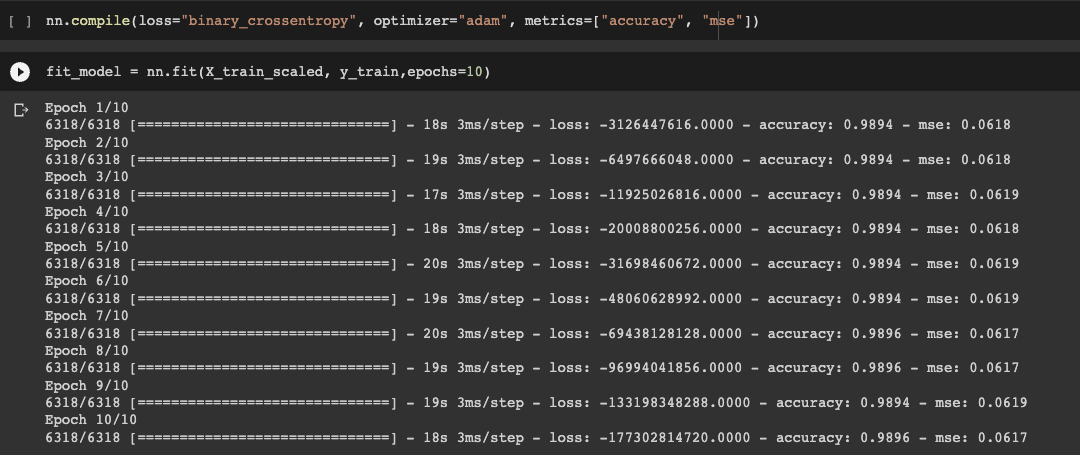 [ ] nn.compile(loss="binary_crossentropy", optimizer="adam", metrics=["accuracy", "mse"])
fit_model = nn.fit(X_train_scaled, y_train,epochs=10)
Epoch 1/10
6318/6318 [==============================] - 18s 3ms/step - loss: -3126447616.0000 - accuracy: 0.9894 - mse: 0.0618
Epoch 2/10
6318/6318 [==============================] - 19s 3ms/step - loss: -6497666048.0000 - accuracy: 0.9894 - mse: 0.0618
Epoch 3/10
6318/6318 [==============================] - 17s 3ms/step - loss: -11925026816.0000 - accuracy: 0.9894 - mse: 0.0619
Epoch 4/10
6318/6318 [==============================] - 18s 3ms/step - loss: -20008800256.0000 - accuracy: 0.9894 - mse: 0.0618
Epoch 5/10
6318/6318 [==============================] - 20s 3ms/step - loss: -31698460672.0000 - accuracy: 0.9894 - mse: 0.0619
Epoch 6/10
6318/6318 [==============================] - 19s 3ms/step - loss: -48060628992.0000 - accuracy: 0.9894 - mse: 0.0619
Epoch 7/10
6318/6318 [==============================] - 20s 3ms/step - loss: -69438128128.0000 - accuracy: 0.9896 - mse: 0.0617
Epoch 8/10
6318/6318 [==============================] - 19s 3ms/step - loss: -96994041856.0000 - accuracy: 0.9896 - mse: 0.0617
Epoch 9/10
6318/6318 [==============================] - 19s 3ms/step - loss: -133198348288.0000 - accuracy: 0.9894 - mse: 0.0619
Epoch 10/10
6318/6318 [==============================] - 18s 3ms/step - loss: -177302814720.0000 - accuracy: 0.9896 - mse: 0.0617